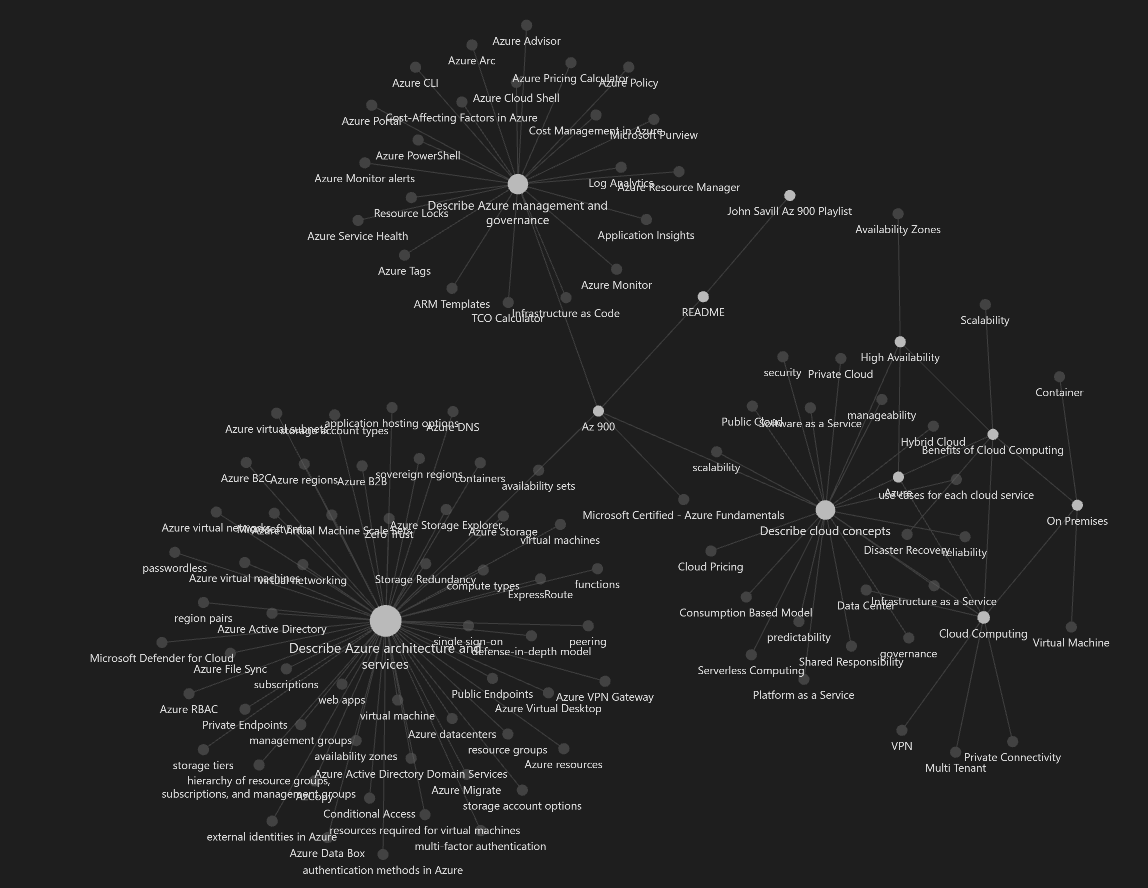 Azure Advisor
Azure Arc
Azure Pricing Calculator
Azure CLI
Azure Policy
Azure Cloud Shell
Cost-Affecting Factors in Azure
Azure Portal
Cost Management in Azure
Microsoft Purview
Azure PowerShell
Azure Monitor alerts
Log Analytics
Azure Resource Manager
Describe Azure management and
governance
Resource Locks
John Savill Az 900 Playlist
Azure Service Health
Application Insights
Availability Zones
Azure Tags
Azure Monitor
ARM Templates
Infrastructure as Code
TCO Calculator
README
Scalability
High Availability
security
Private Cloud
Container
manageability
Public Cloud
Software as a Service
Az 900
application hosting options
Azure DNS
Azure virtual subnets
storage account types
Hybrid Cloud
Benefits of Cloud Computing
scalability
sovereign regions
Azure B2C
Azure regions
Azure B2B
containers
availability sets
Azure
use cases for each cloud service
Microsoft Certified - Azure Fundamentals
On Premises
Azure virtual networks
Microsoft Entra
Azure Virtual Machine Scale Sets
Zero Trust
Azure Storage Explorer
Azure Storage
virtual machines
Describe cloud concepts
Disaster Recovery
reliability
passwordless
Azure virtual machines
virtual networking
Storage Redundancy
compute types
functions
ExpressRoute
Cloud Pricing
Consumption Based Model
Data Center
Infrastructure as a Service
region pairs
Azure Active Directory
single sign-on
peering
defense-in-depth model
Describe Azure architecture and
services
predictability
Cloud Computing
Virtual Machine
Microsoft Defender for Cloud
Azure File Sync
Shared Responsibility
governance
Serverless Computing
subscriptions
web apps
Public Endpoints
Azure VPN Gateway
Platform as a Service
Azure RBAC
virtual machine
Azure Virtual Desktop
Private Endpoints
management groups
Azure datacenters
resource groups
VPN
availability zones
storage tiers
Azure resources
Private Connectivity
Multi Tenant
hierarchy of resource groups,
subscriptions, and management groups
Azure Active Directory Domain Services
AzCopy
Azure Migrate
storage account options
Conditional Access
external identities in Azure
resources required for virtual machines
multi-factor authentication
Azure Data Box
authentication methods in Azure